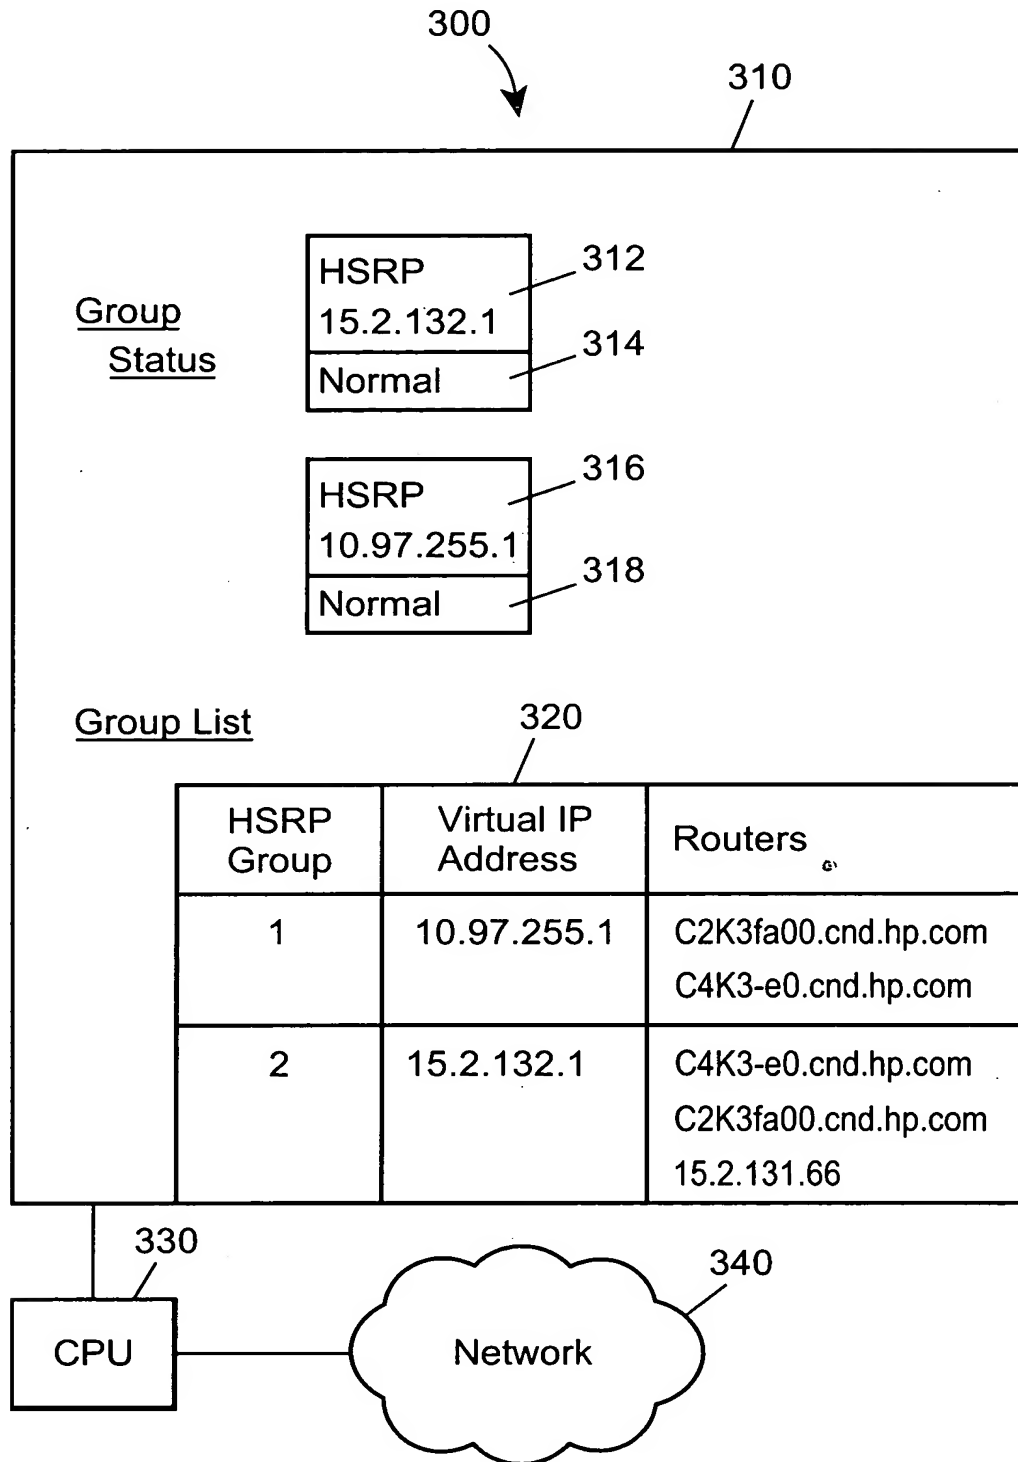 300
310
HSRP
15.2.132.1
312
Group
Status
Normal
314
HSRP
10.97.255.1
316
Normal
318
Group List
320
HSRP
Group
Virtual IP
Address
Routers
1
10.97.255.1
C2K3fa00.cnd.hp.com
C4K3-e0.cnd.hp.com
2
15.2.132.1
C4K3-e0.cnd.hp.com
C2K3fa00.cnd.hp.com
15.2.131.66
330
340
CPU
Network